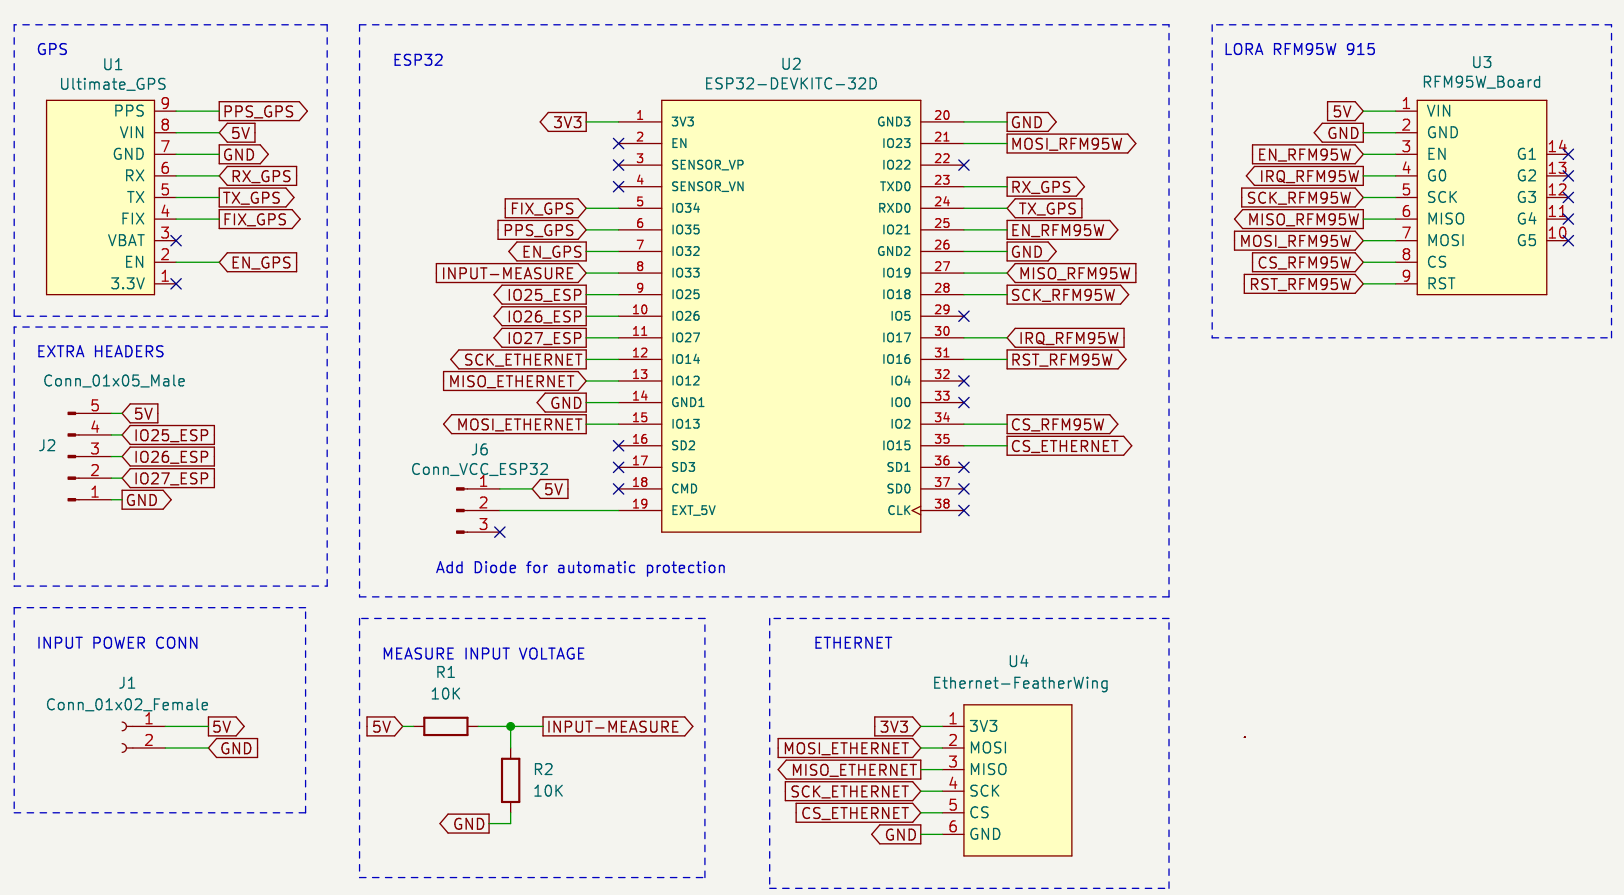 GPS
U1
Ultimate_GPS
PPS 9 PPS_GPS
VIN 8 5V
GND 7 GND
RX 6 RX_GPS
TX 5 TX_GPS
FIX 4 FIX_GPS
VBAT 3
EN 2 EN_GPS
3.3V 1
EXTRA HEADERS
Conn_01x05_Male
J2
5 5V
4 IO25_ESP
3 IO26_ESP
2 IO27_ESP
1 GND
INPUT POWER CONN
J1
Conn_01x02_Female
1 5V
2 GND
ESP32
U2
ESP32-DEVKITC-32D
3V3 1 3V3
2 EN
3 SENSOR_VP
4 SENSOR_VN
FIX_GPS 5 IO34
PPS_GPS 6 IO35
EN_GPS 7 IO32
INPUT-MEASURE 8 IO33
IO25_ESP 9 IO25
IO26_ESP 10 IO26
IO27_ESP 11 IO27
SCK_ETHERNET 12 IO14
MISO_ETHERNET 13 IO12
GND 14 GND1
MOSI_ETHERNET 15 IO13
16 SD2
17 SD3
18 CMD
19 EXT_5V
GND3 20 GND
IO23 21 MOSI_RFM95W
IO22 22
TXD0 23 RX_GPS
RXD0 24 TX_GPS
IO21 25 EN_RFM95W
GND2 26 GND
IO19 27 MISO_RFM95W
IO18 28 SCK_RFM95W
IO5 29
IO17 30 IRQ_RFM95W
IO16 31 RST_RFM95W
IO4 32
IO0 33
IO2 34 CS_RFM95W
IO15 35 CS_ETHERNET
SD1 36
SD0 37
CLK 38
J6
Conn_VCC_ESP32
1 5V
2
3
Add Diode for automatic protection
MEASURE INPUT VOLTAGE
R1
10K
5V INPUT-MEASURE
R2
10K
GND
ETHERNET
U4
Ethernet-FeatherWing
3V3 1 3V3
MOSI_ETHERNET 2 MOSI
MISO_ETHERNET 3 MISO
SCK_ETHERNET 4 SCK
CS_ETHERNET 5 CS
GND 6 GND
LORA RFM95W 915
U3
RFM95W_Board
5V 1 VIN
GND 2 GND
EN_RFM95W 3 EN
IRQ_RFM95W 4 G0
SCK_RFM95W 5 SCK
MISO_RFM95W 6 MISO
MOSI_RFM95W 7 MOSI
CS_RFM95W 8 CS
RST_RFM95W 9 RST
G1 14
G2 13
G3 12
G4 11
G5 10